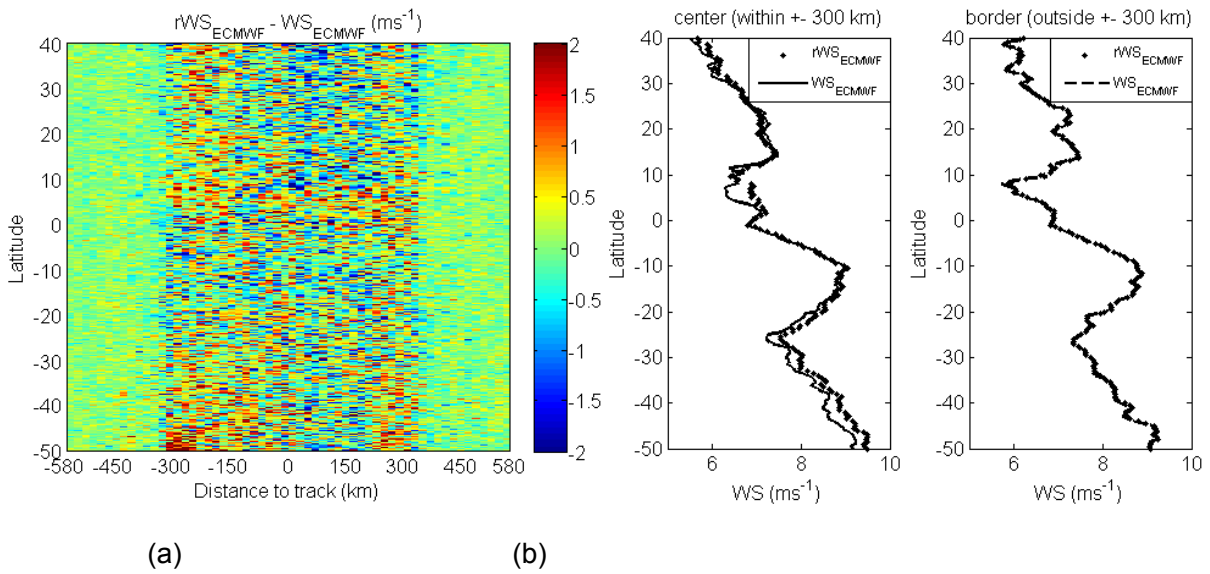 rWS_ECMWF - WS_ECMWF (ms^-1)
40
30
20
10
0
-10
-20
-30
-40
-50
Latitude
-580 -450 -300 -150 0 150 300 450 580
Distance to track (km)
2
1.5
1
0.5
0
-0.5
-1
-1.5
-2
center (within +- 300 km)
rWS_ECMWF
WS_ECMWF
40
30
20
10
0
-10
-20
-30
-40
-50
Latitude
6 8 10
WS (ms^-1)
border (outside +- 300 km)
rWS_ECMWF
WS_ECMWF
40
30
20
10
0
-10
-20
-30
-40
-50
Latitude
6 8 10
WS (ms^-1)
(a) (b)